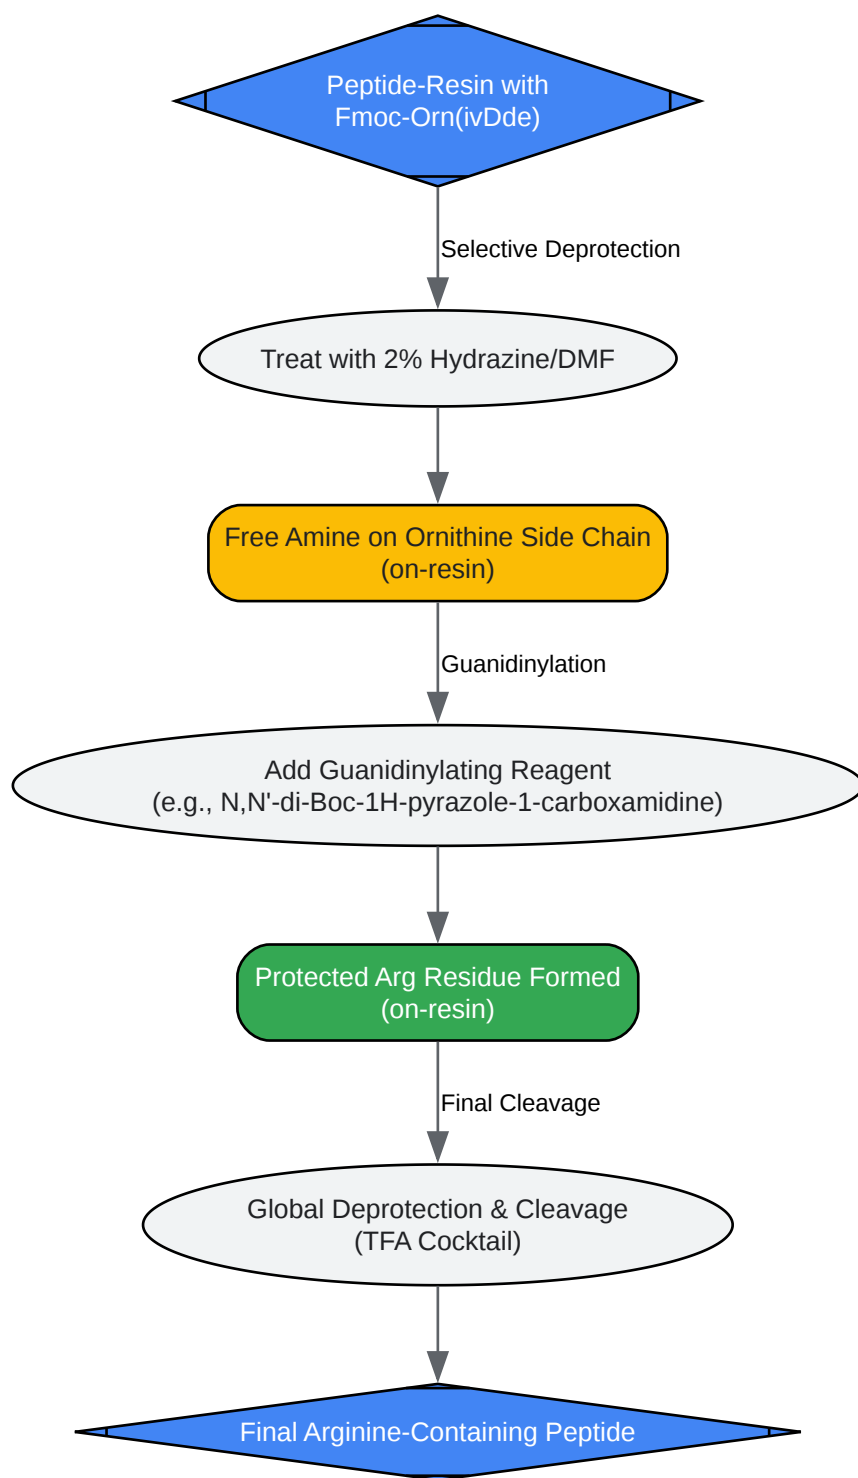 Peptide-Resin with
Fmoc-Orn(ivDde)
Selective Deprotection
Treat with 2% Hydrazine/DMF
Free Amine on Ornithine Side Chain
(on-resin)
Guanidinylation
Add Guanidinylating Reagent
(e.g., N,N'-di-Boc-1H-pyrazole-1-carboxamidine)
Protected Arg Residue Formed
(on-resin)
Final Cleavage
Global Deprotection & Cleavage
(TFA Cocktail)
Final Arginine-Containing Peptide